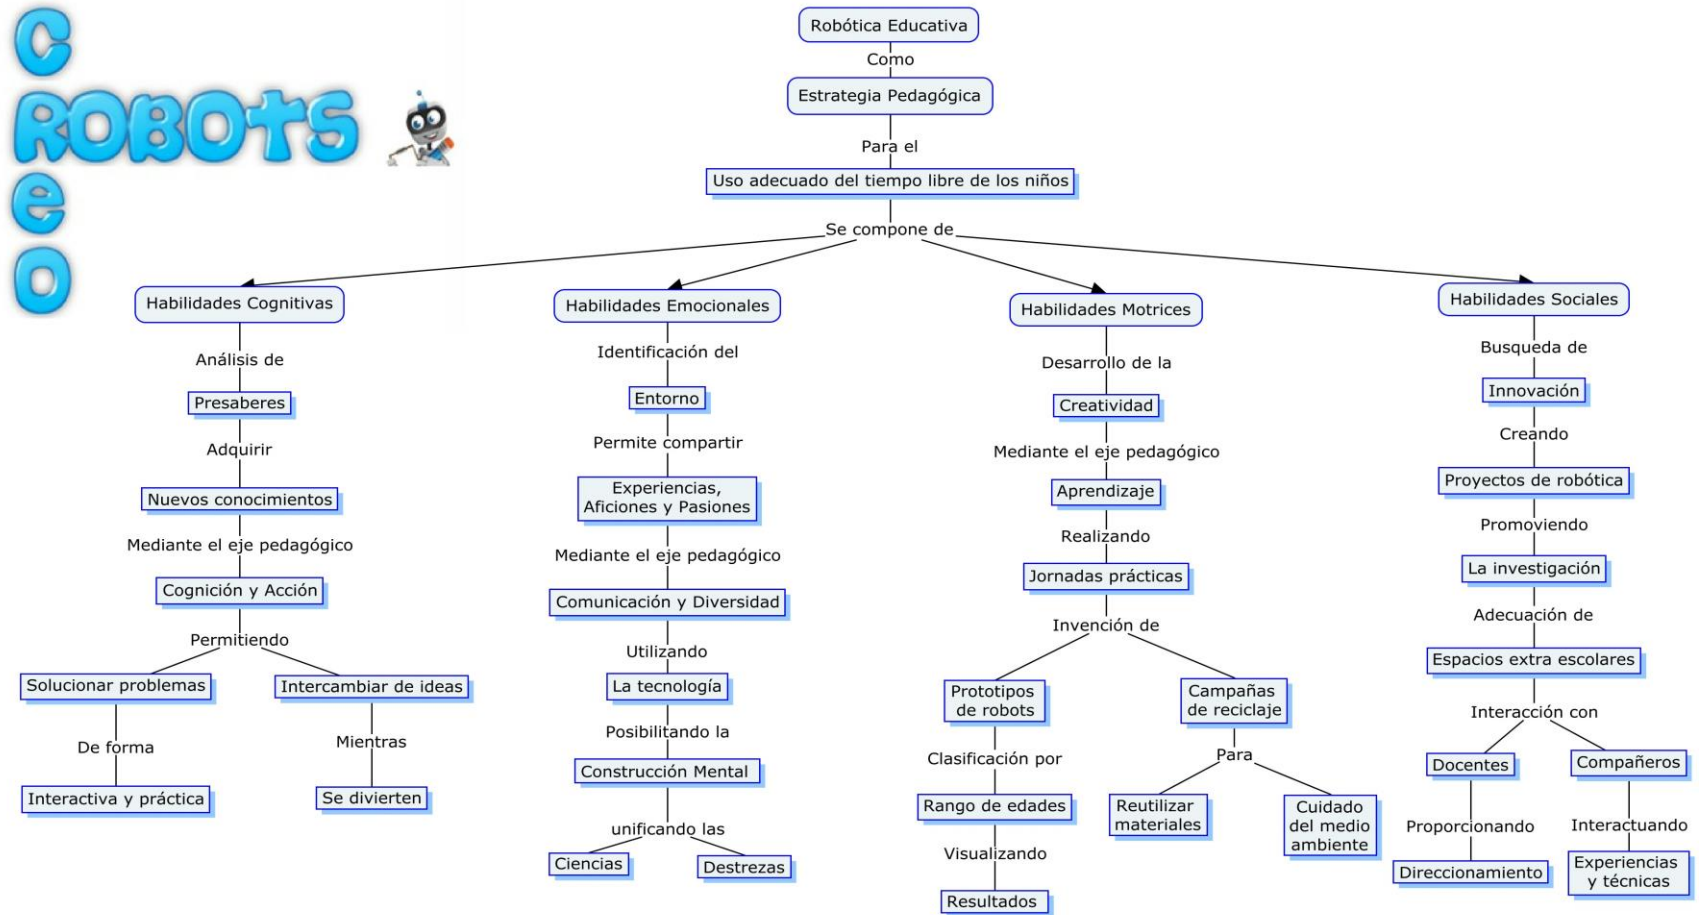 CReo
ROBOTS
Robótica Educativa
Como
Estrategia Pedagógica
Para el
Uso adecuado del tiempo libre de los niños
Se compone de
Habilidades Cognitivas
Análisis de
Presaberes
Adquirir
Nuevos conocimientos
Mediante el eje pedagógico
Cognición y Acción
Permitiendo
Solucionar problemas
De forma
Interactiva y práctica
Intercambiar de ideas
Mientras
Se divierten
Habilidades Emocionales
Identificación del
Entorno
Permite compartir
Experiencias,
Aficiones y Pasiones
Mediante el eje pedagógico
Comunicación y Diversidad
Utilizando
La tecnología
Posibilitando la
Construcción Mental
unificando las
Ciencias
Destrezas
Habilidades Motrices
Desarrollo de la
Creatividad
Mediante el eje pedagógico
Aprendizaje
Realizando
Jornadas prácticas
Invención de
Prototipos
de robots
Clasificación por
Rango de edades
Visualizando
Resultados
Campañas
de reciclaje
Para
Reutilizar
materiales
Cuidado
del medio
ambiente
Habilidades Sociales
Busqueda de
Innovación
Creando
Proyectos de robótica
Promoviendo
La investigación
Adecuación de
Espacios extra escolares
Interacción con
Docentes
Proporcionando
Direccionamiento
Compañeros
Interactuando
Experiencias
y técnicas